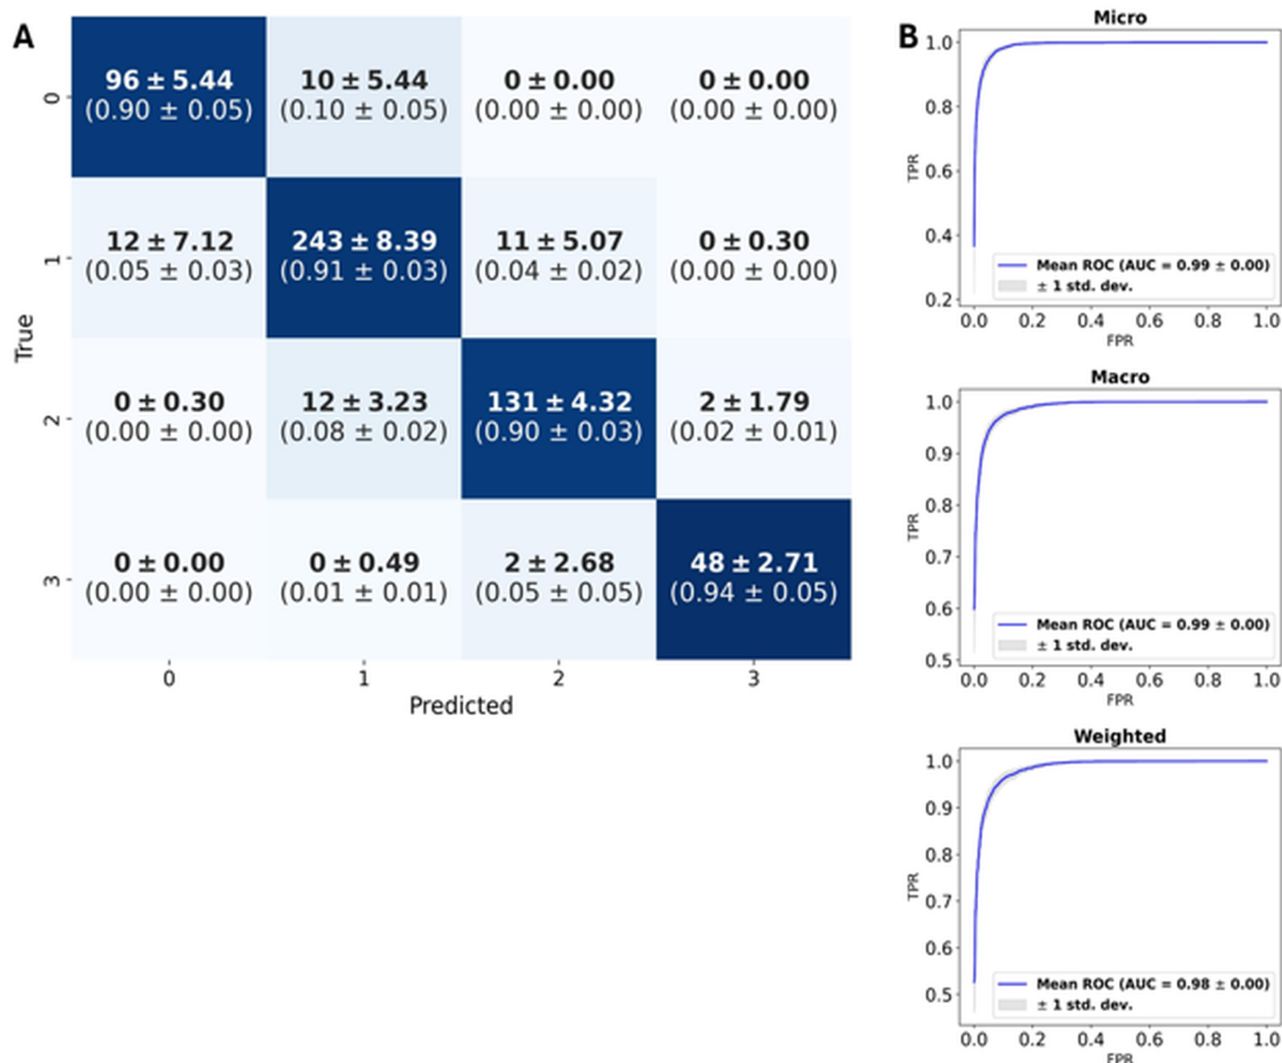 A
0
96 ± 5.44
(0.90 ± 0.05)
10 ± 5.44
(0.10 ± 0.05)
0 ± 0.00
(0.00 ± 0.00)
0 ± 0.00
(0.00 ± 0.00)
1
12 ± 7.12
(0.05 ± 0.03)
243 ± 8.39
(0.91 ± 0.03)
11 ± 5.07
(0.04 ± 0.02)
0 ± 0.30
(0.00 ± 0.00)
True
2
0 ± 0.30
(0.00 ± 0.00)
12 ± 3.23
(0.08 ± 0.02)
131 ± 4.32
(0.90 ± 0.03)
2 ± 1.79
(0.02 ± 0.01)
3
0 ± 0.00
(0.00 ± 0.00)
0 ± 0.49
(0.01 ± 0.01)
2 ± 2.68
(0.05 ± 0.05)
48 ± 2.71
(0.94 ± 0.05)
0 1 2 3
Predicted
B
Micro
1.0
0.8
0.6
0.4
0.2
TPR
Mean ROC (AUC = 0.99 ± 0.00)
± 1 std. dev.
0.0 0.2 0.4 0.6 0.8 1.0
FPR
Macro
1.0
0.9
0.8
0.7
0.6
0.5
TPR
Mean ROC (AUC = 0.99 ± 0.00)
± 1 std. dev.
0.0 0.2 0.4 0.6 0.8 1.0
FPR
Weighted
1.0
0.9
0.8
0.7
0.6
0.5
TPR
Mean ROC (AUC = 0.98 ± 0.00)
± 1 std. dev.
0.0 0.2 0.4 0.6 0.8 1.0
FPR